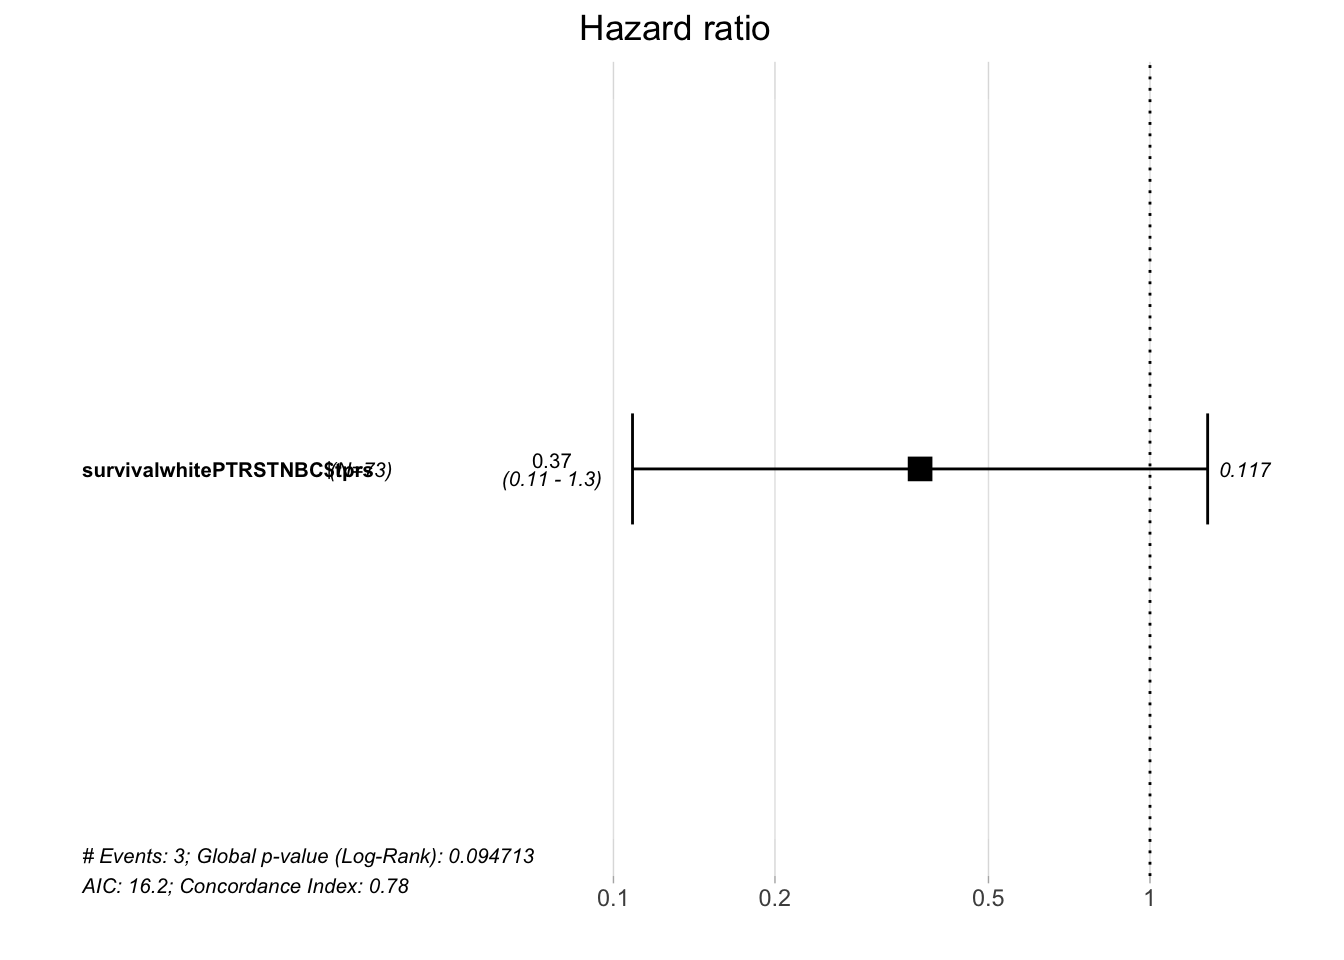 Hazard ratio
survivalwhitePTRSTNBC$tprs
(N=73)
0.37
(0.11 - 1.3)
0.117
# Events: 3; Global p-value (Log-Rank): 0.094713
AIC: 16.2; Concordance Index: 0.78
0.1 0.2 0.5 1